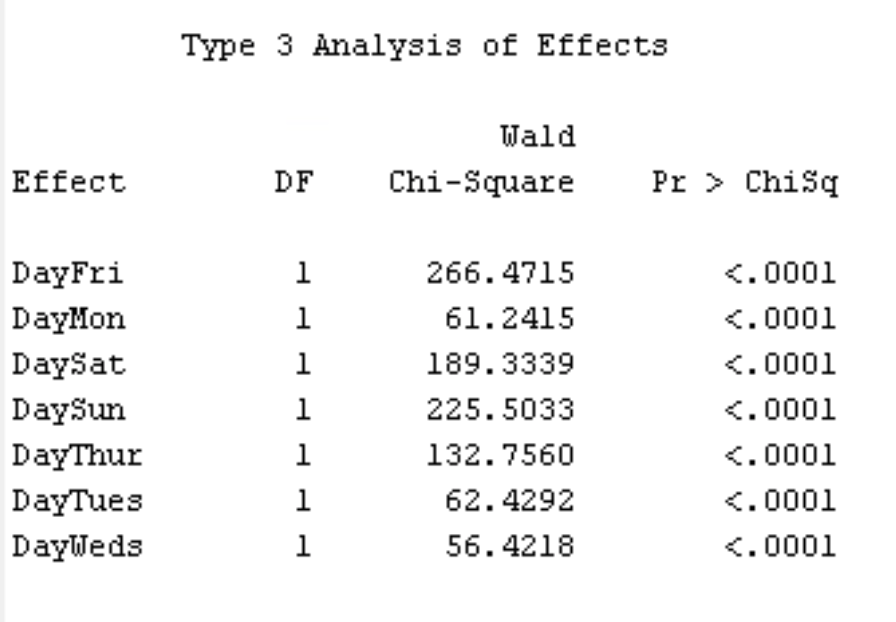 Type 3 Analysis of Effects
Wald
Effect DF Chi-Square Pr > ChiSq
DayFri 1 266.4715 <.0001
DayMon 1 61.2415 <.0001
DaySat 1 189.3339 <.0001
DaySun 1 225.5033 <.0001
DayThur 1 132.7560 <.0001
DayTues 1 62.4292 <.0001
DayWeds 1 56.4218 <.0001